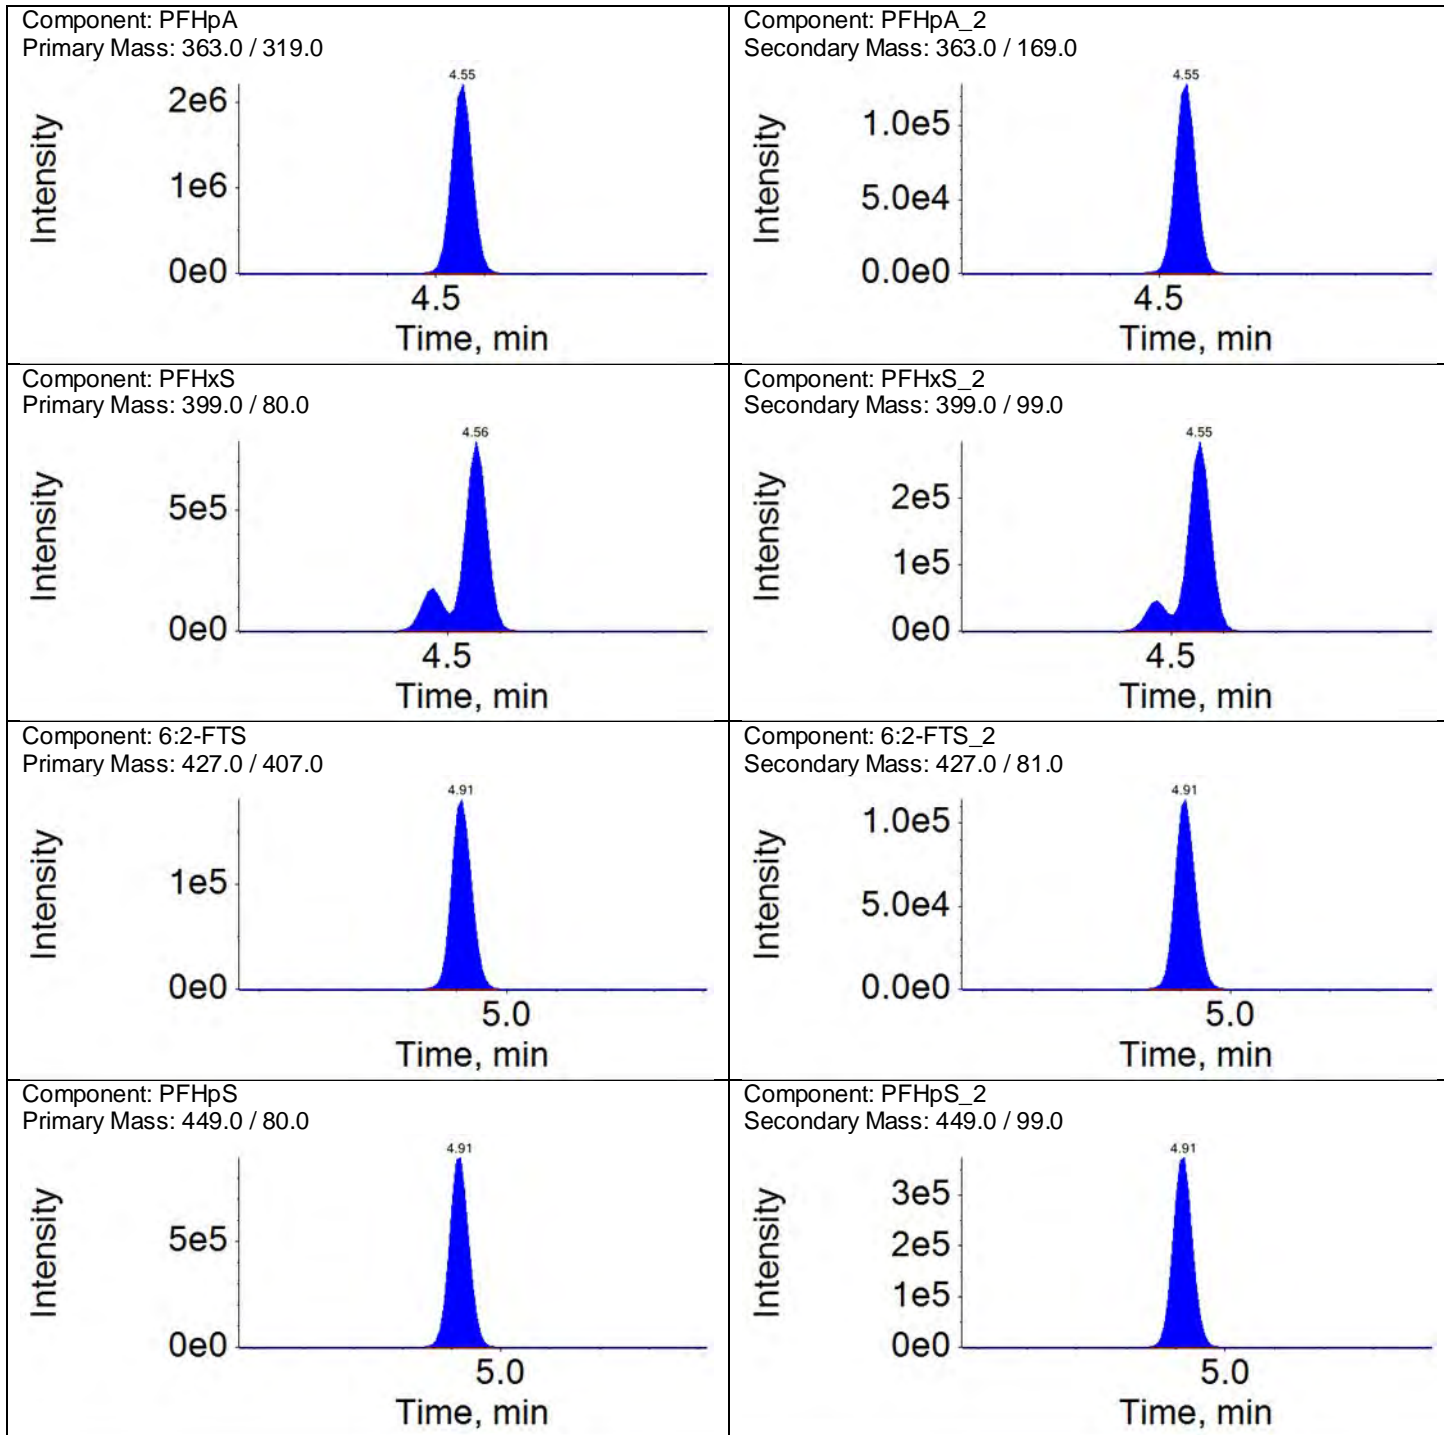 Component: PFHpA
Primary Mass: 363.0 / 319.0
4.55
2e6
1e6
0e0
Intensity
4.5
Time, min
Component: PFHpA_2
Secondary Mass: 363.0 / 169.0
4.55
1.0e5
5.0e4
0.0e0
Intensity
4.5
Time, min
Component: PFHxS
Primary Mass: 399.0 / 80.0
4.56
5e5
0e0
Intensity
4.5
Time, min
Component: PFHxS_2
Secondary Mass: 399.0 / 99.0
4.55
2e5
1e5
0e0
Intensity
4.5
Time, min
Component: 6:2-FTS
Primary Mass: 427.0 / 407.0
4.91
1e5
0e0
Intensity
5.0
Time, min
Component: 6:2-FTS_2
Secondary Mass: 427.0 / 81.0
4.91
1.0e5
5.0e4
0.0e0
Intensity
5.0
Time, min
Component: PFHpS
Primary Mass: 449.0 / 80.0
4.91
5e5
0e0
Intensity
5.0
Time, min
Component: PFHpS_2
Secondary Mass: 449.0 / 99.0
4.91
3e5
2e5
1e5
0e0
Intensity
5.0
Time, min